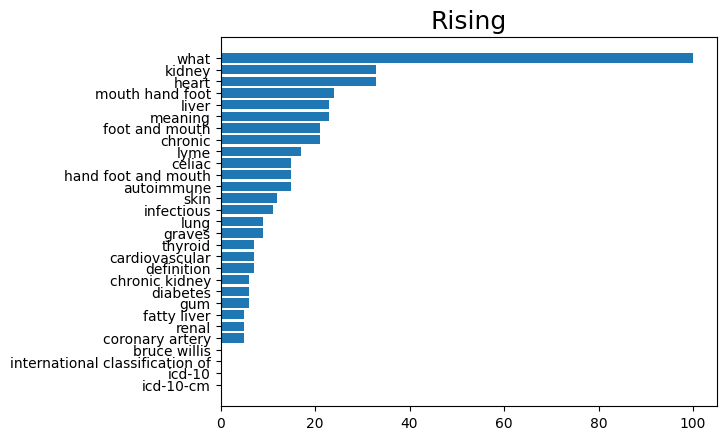 Rising
what
kidney
heart
mouth hand foot
liver
meaning
foot and mouth
chronic
lyme
celiac
hand foot and mouth
autoimmune
skin
infectious
lung
graves
thyroid
cardiovascular
definition
chronic kidney
diabetes
gum
fatty liver
renal
coronary artery
bruce willis
international classification of
icd-10
icd-10-cm
0 20 40 60 80 100